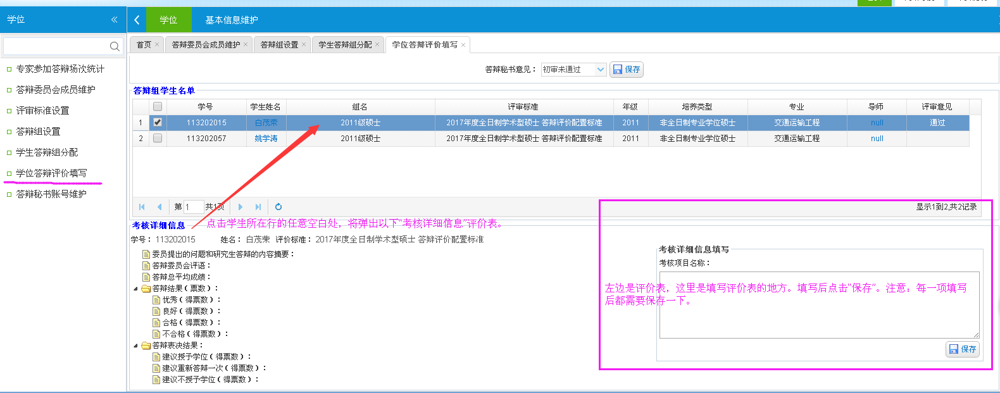 学位
«
学位
基本信息维护
首页 ×
答辩委员会成员维护 ×
答辩组设置 ×
学生答辩组分配 ×
学位答辩评价填写 ×
专家参加答辩场次统计
答辩委员会成员维护
评审标准设置
答辩组设置
学生答辩组分配
学位答辩评价填写
答辩秘书账号维护
答辩秘书意见： 初审未通过 保存
答辩组学生名单
学号 学生姓名 组名 评审标准 年级 培养类型 专业 导师 评审意见
1 113202015 白茂荣 2011级硕士 2017年度全日制学术型硕士 答辩评价配置标准 2011 非全日制专业学位硕士 交通运输工程 null 通过
2 113202057 姚学涛 2011级硕士 2017年度全日制学术型硕士 答辩评价配置标准 2011 非全日制专业学位硕士 交通运输工程 null
第 1 共1页
显示1到2,共2记录
考核详细信息
点击学生所在行的任意空白处，将弹出以下"考核详细信息"评价表。
学号： 113202015 姓名： 白茂荣 评价标准： 2017年度全日制学术型硕士 答辩评价配置标准
委员提出的问题和研究生答辩的内容摘要：
答辩委员会评语：
答辩总平均成绩：
答辩结果（票数）：
优秀（得票数）：
良好（得票数）：
合格（得票数）：
不合格（得票数）：
答辩表决结果：
建议授予学位（得票数）：
建议重新答辩一次（得票数）：
建议不授予学位（得票数）：
考核详细信息填写
考核项目名称：
左边是评价表，这里是填写评价表的地方。填写后点击"保存"。注意：每一项填写
后都需要保存一下。
保存